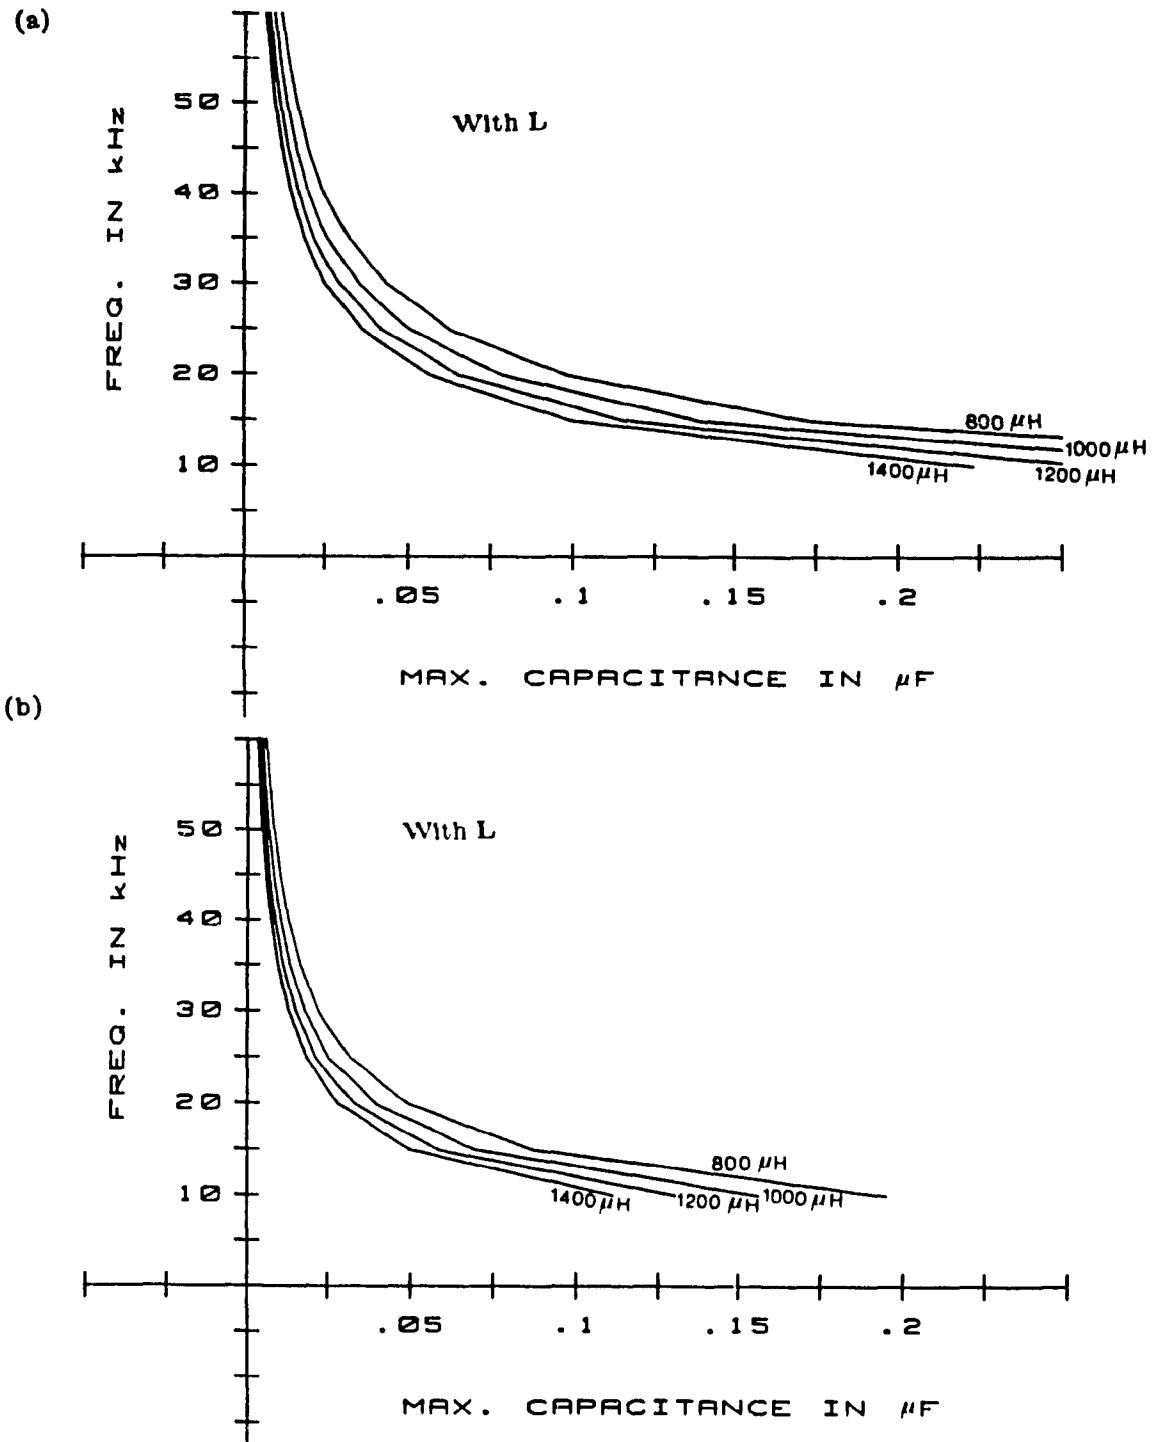 (a)
With L
FREQ. IN kHz
50
40
30
20
10
800 μH
1000 μH
1200 μH
1400 μH
.05 .1 .15 .2
MAX. CAPACITANCE IN μF
(b)
With L
FREQ. IN kHz
50
40
30
20
10
800 μH
1400 μH 1200 μH 1000 μH
.05 .1 .15 .2
MAX. CAPACITANCE IN μF